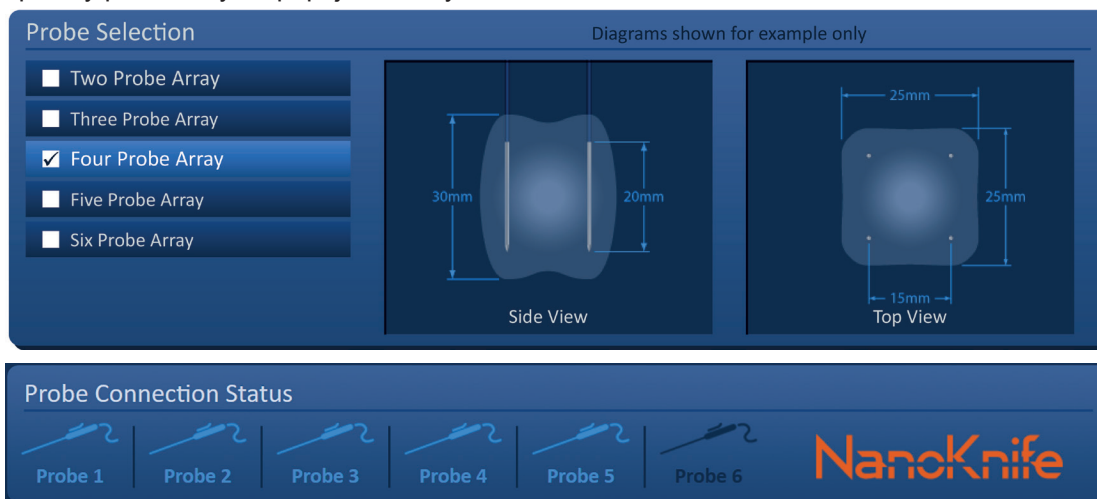 Probe Selection
Diagrams shown for example only
Two Probe Array
Three Probe Array
Four Probe Array
Five Probe Array
Six Probe Array
30mm
20mm
Side View
25mm
25mm
15mm
Top View
Probe Connection Status
Probe 1
Probe 2
Probe 3
Probe 4
Probe 5
Probe 6
NanoKnife